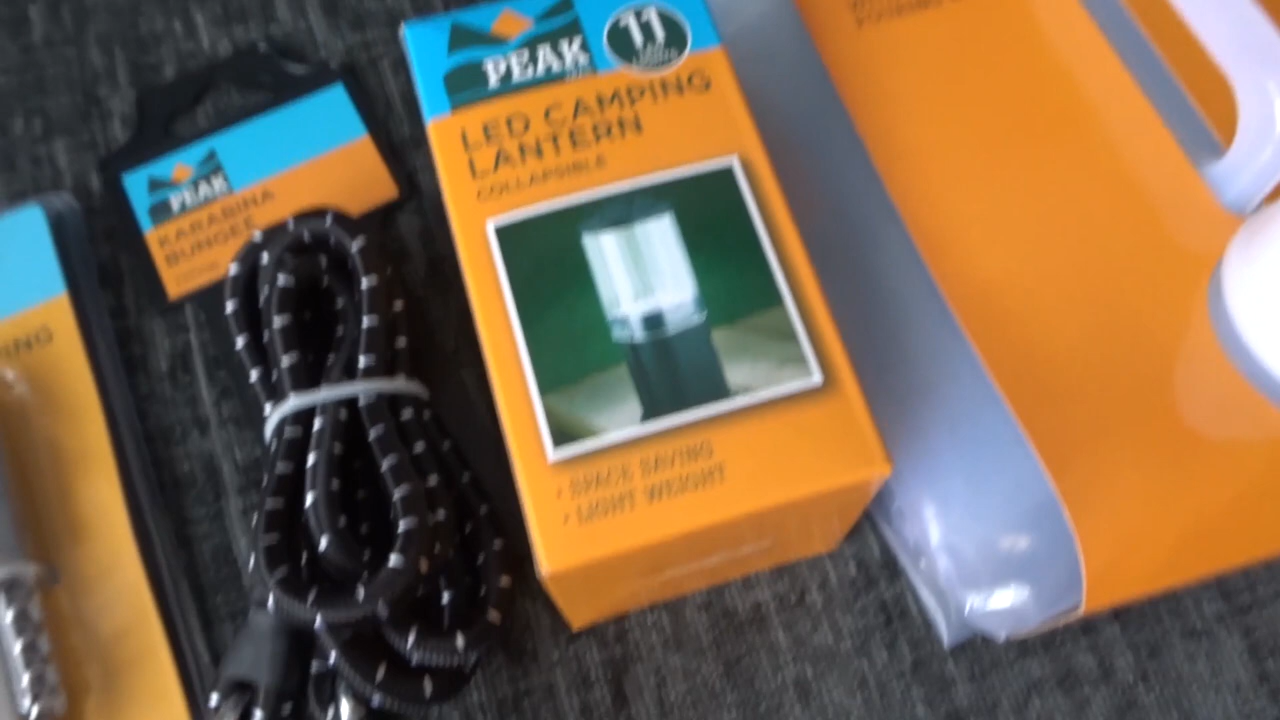 PEAK
KARABINA
BUNGEE
PEAK
11
LED CAMPING
LANTERN
COLLAPSIBLE
• SPACE SAVING
• LIGHT WEIGHT